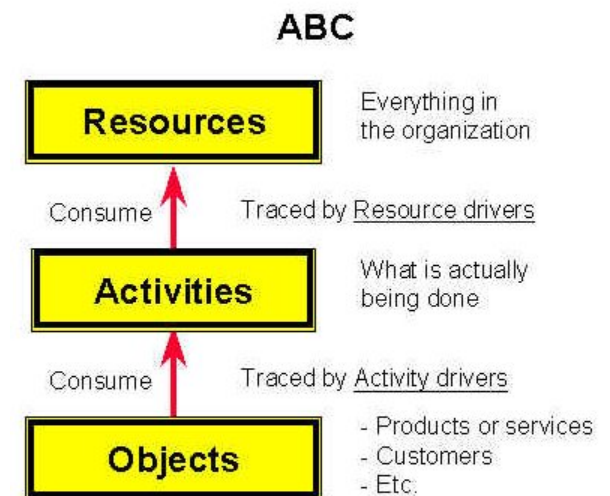 ABC
Resources
Everything in
the organization
Consume
Traced by Resource drivers
Activities
What is actually
being done
Consume
Traced by Activity drivers
Objects
- Products or services
- Customers
- Etc.